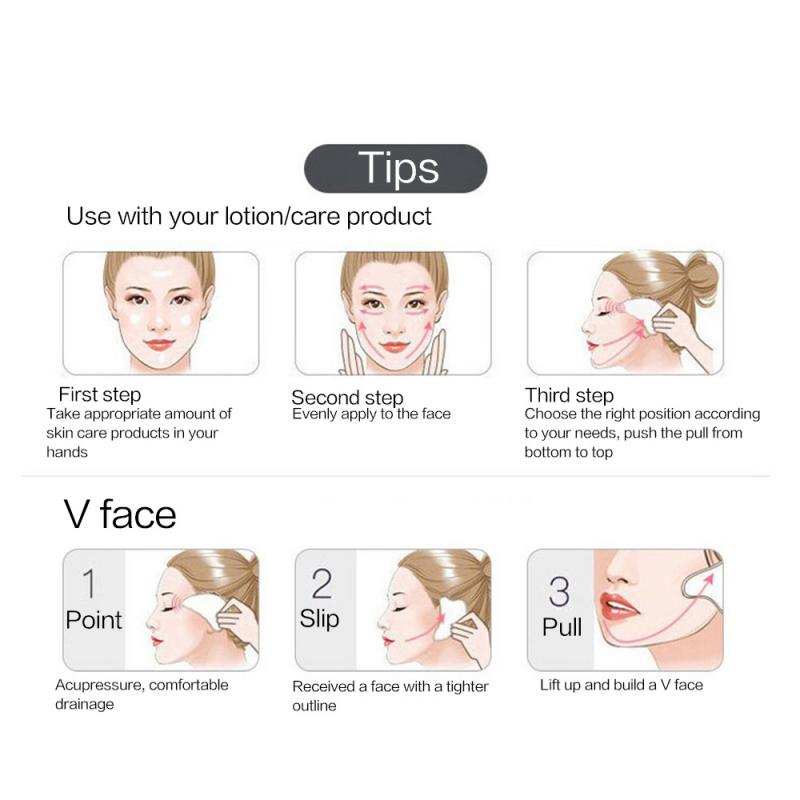 Tips
Use with your lotion/care product
First step
Take appropriate amount of
skin care products in your
hands
Second step
Evenly apply to the face
Third step
Choose the right position according
to your needs, push the pull from
bottom to top
V face
1
Point
Acupressure, comfortable
drainage
2
Slip
Received a face with a tighter
outline
3
Pull
Lift up and build a V face